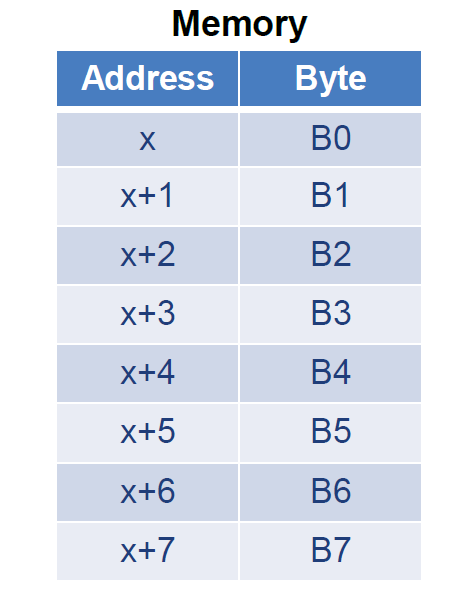 Memory
Address Byte
x B0
x+1 B1
x+2 B2
x+3 B3
x+4 B4
x+5 B5
x+6 B6
x+7 B7